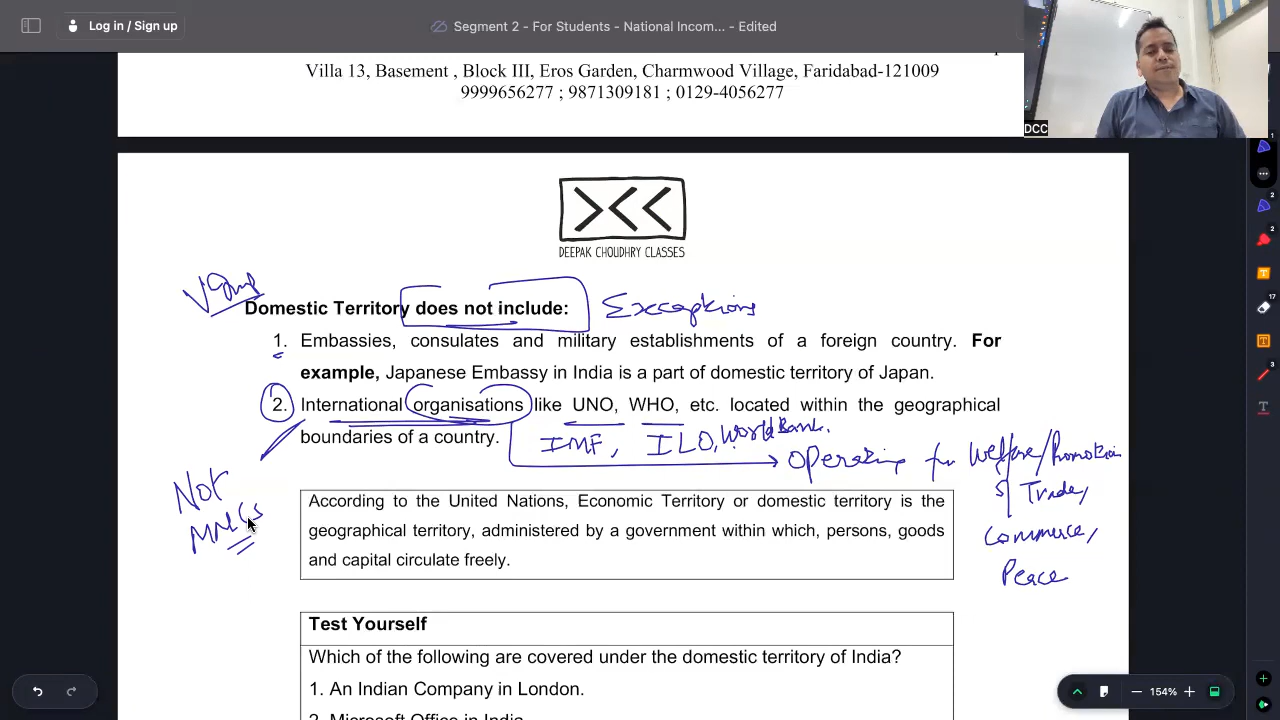 Log in / Sign up
Segment 2 - For Students - National Incom... - Edited
Villa 13, Basement , Block III, Eros Garden, Charmwood Village, Faridabad-121009
9999656277 ; 9871309181 ; 0129-4056277
DCC
DEEPAK CHOUDHRY CLASSES
Domestic Territory does not include: Exceptions
1. Embassies, consulates and military establishments of a foreign country. For
example, Japanese Embassy in India is a part of domestic territory of Japan.
2. International organisations like UNO, WHO, etc. located within the geographical
boundaries of a country. IMF, ILO, World Bank.
Operating for Welfare/Promotion
Trade,
Commerce,
Peace
Not
MNCs
According to the United Nations, Economic Territory or domestic territory is the
geographical territory, administered by a government within which, persons, goods
and capital circulate freely.
Test Yourself
Which of the following are covered under the domestic territory of India?
1. An Indian Company in London.
2. Microsoft Office in India
154%